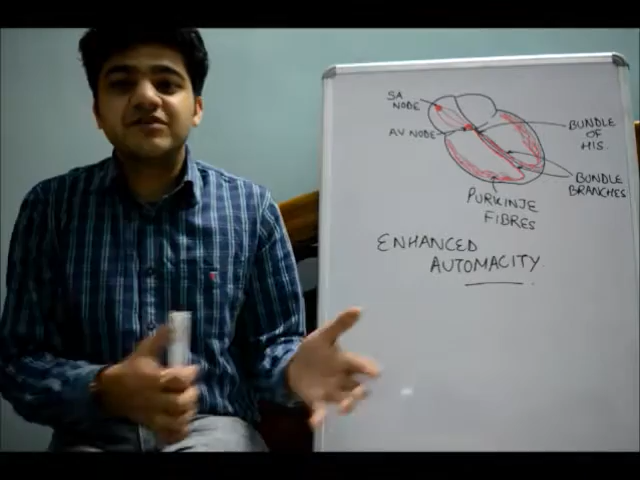 SA
NODE
AV NODE
BUNDLE
OF
HIS.
BUNDLE
BRANCHES
PURKINJE
FIBRES
ENHANCED
AUTOMACITY